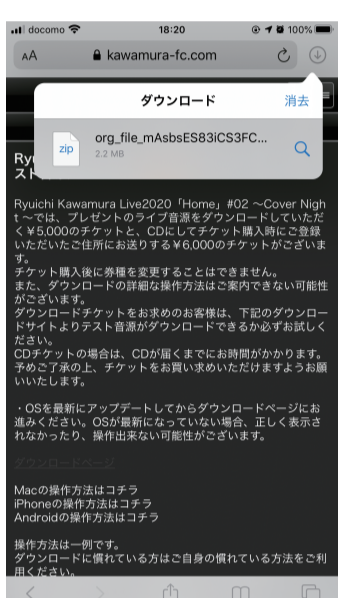 docomo 18:20 100%
AA kawamura-fc.com
ダウンロード 消去
zip org_file_mAsbsES83iCS3FC...
2.2 MB
Ryu
スト
Ryuichi Kawamura Live2020「Home」#02 〜Cover Nigh
t 〜では、プレゼントのライブ音源をダウンロードしていただ
く¥5,000のチケットと、CDにしてチケット購入時にご登録
いただいたご住所にお送りする¥6,000のチケットがございま
す。
チケット購入後に券種を変更することはできません。
また、ダウンロードの詳細な操作方法はご案内できない可能性
がございます。
ダウンロードチケットをお求めのお客様は、下記のダウンロー
ドサイトよりテスト音源がダウンロードできるか必ずお試しく
ださい。
CDチケットの場合は、CDが届くまでにお時間がかかります。
予めご了承の上、チケットをお買い求めいただけますようお願
いいたします。
・OSを最新にアップデートしてからダウンロードページにお
進みください。OSが最新になっていない場合、正しく表示さ
れなかったり、操作出来ない可能性がございます。
ダウンロードページ
Macの操作方法はコチラ
iPhoneの操作方法はコチラ
Androidの操作方法はコチラ
操作方法は一例です。
ダウンロードに慣れている方はご自身の慣れている方法をご利
用ください。